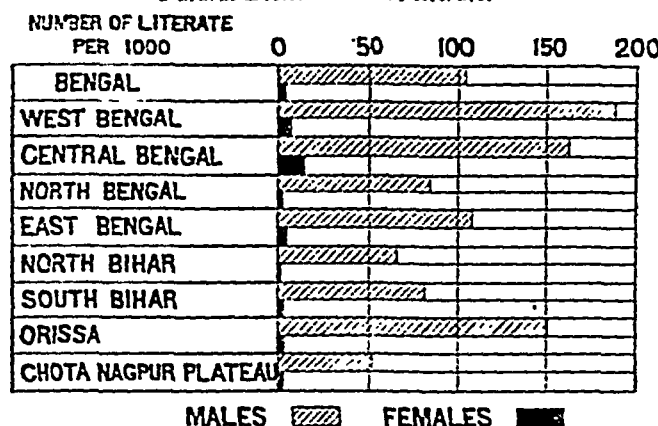 NUMBER OF LITERATE
PER 1000 0 50 100 150 200
BENGAL
WEST BENGAL
CENTRAL BENGAL
NORTH BENGAL
EAST BENGAL
NORTH BIHAR
SOUTH BIHAR
ORISSA
CHOTA NAGPUR PLATEAU
MALES FEMALES